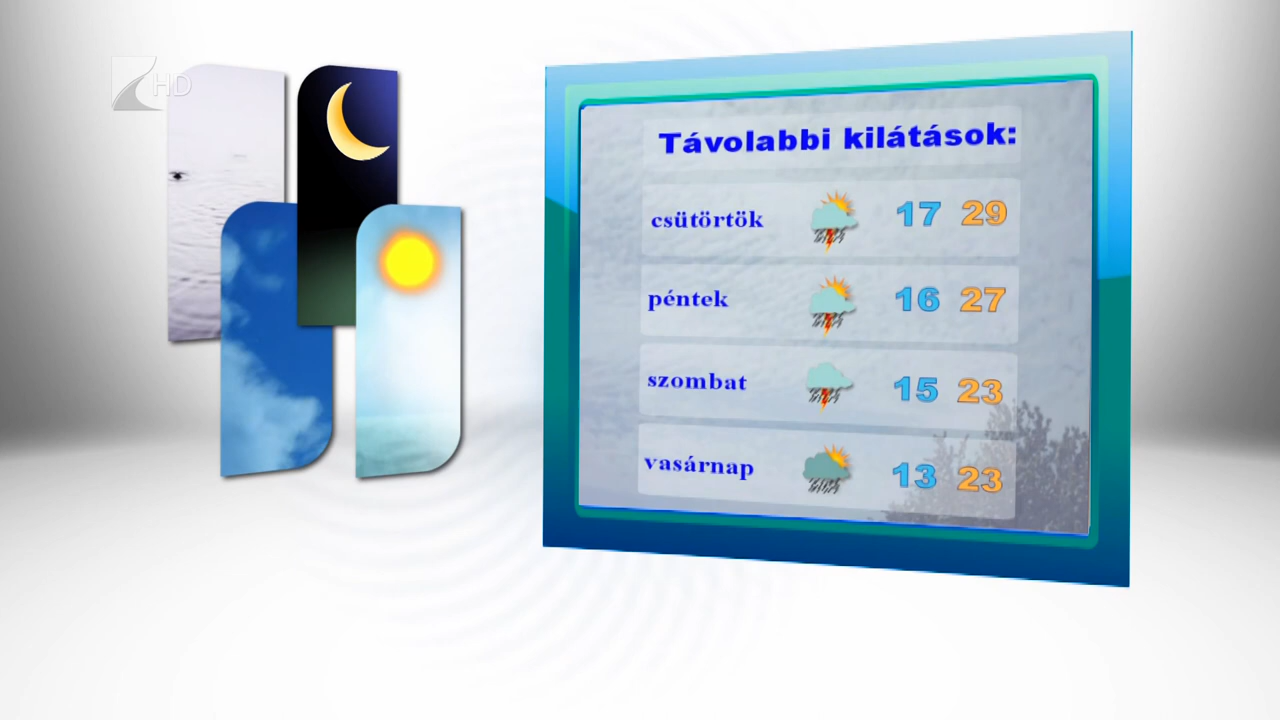 HD
Távolabbi kilátások:
csütörtök 17 29
péntek 16 27
szombat 15 23
vasárnap 13 23